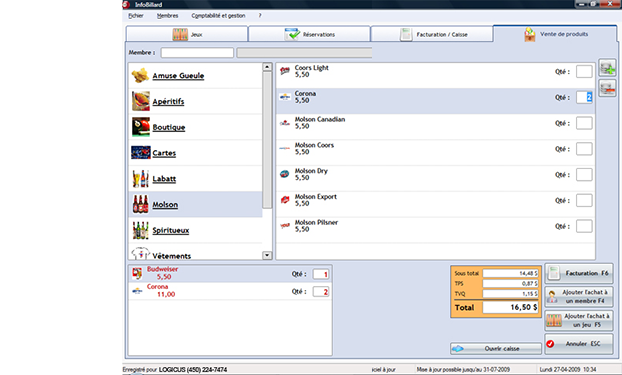 InfoBillard
Fichier Membres Comptabilité et gestion ?
Jeux Réservations Facturation / Caisse Vente de produits
Membre :
Amuse Gueule
Apéritifs
Boutique
Cartes
Labatt
Molson
Spiritueux
Vêtements
Coors Light
5,50 Qté :
Corona
5,50 Qté : 2
Molson Canadian
5,50 Qté :
Molson Coors
5,50 Qté :
Molson Dry
5,50 Qté :
Molson Export
5,50 Qté :
Molson Pilsner
5,50 Qté :
Budweiser
5,50 Qté : 1
Corona
11,00 Qté : 2
Sous total 14,48 $
TPS 0,87 $
TVQ 1,15 $
Total 16,50 $
Facturation F6
Ajouter l'achat à
un membre F4
Ajouter l'achat à
un jeu F5
Annuler ESC
Ouvrir caisse
Enregistré pour LOGICUS (450) 224-7474 iciel à jour Mise à jour possible jusqu'au 31-07-2009 Lundi 27-04-2009 10:34